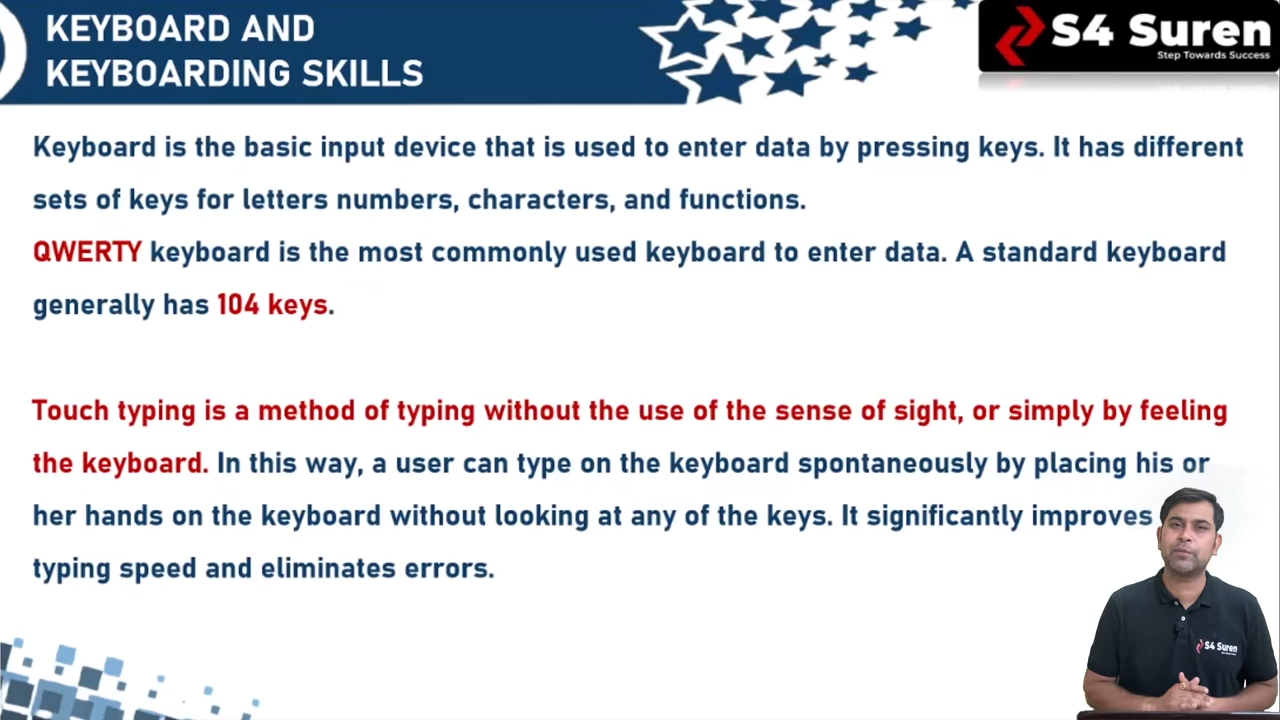 KEYBOARD AND
KEYBOARDING SKILLS
S4 Suren
Step Towards Success
Keyboard is the basic input device that is used to enter data by pressing keys. It has different
sets of keys for letters numbers, characters, and functions.
QWERTY keyboard is the most commonly used keyboard to enter data. A standard keyboard
generally has 104 keys.
Touch typing is a method of typing without the use of the sense of sight, or simply by feeling
the keyboard. In this way, a user can type on the keyboard spontaneously by placing his or
her hands on the keyboard without looking at any of the keys. It significantly improves
typing speed and eliminates errors.
S4 Suren